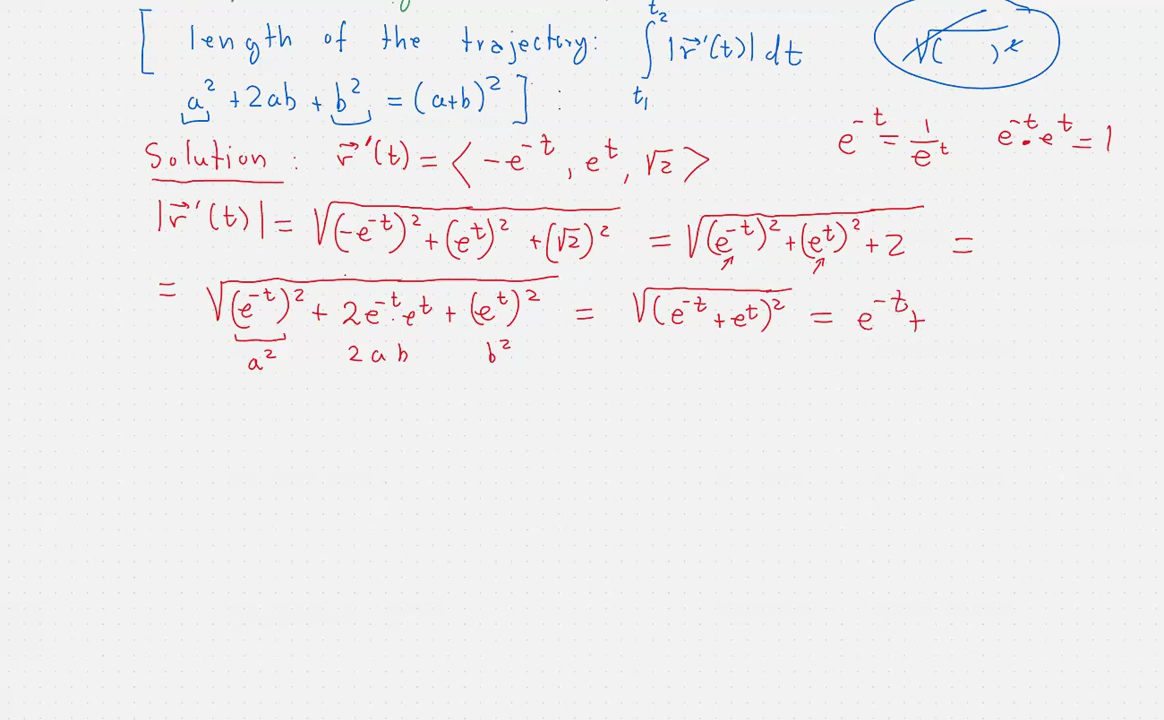 [ length of the trajectory: ∫_{t₁}^{t₂} |r⃗'(t)| dt √( )²
a² + 2ab + b² = (a+b)² ] :
e^{-t} = 1/e^t e^{-t}·e^t = 1
Solution : r⃗'(t) = < -e^{-t}, e^t, √2 >
|r⃗'(t)| = √((-e^{-t})² + (e^t)² + (√2)²) = √((e^{-t})² + (e^t)² + 2) =
= √((e^{-t})² + 2e^{-t}·e^t + (e^t)²) = √((e^{-t} + e^t)²) = e^{-t} +
a² 2ab b²